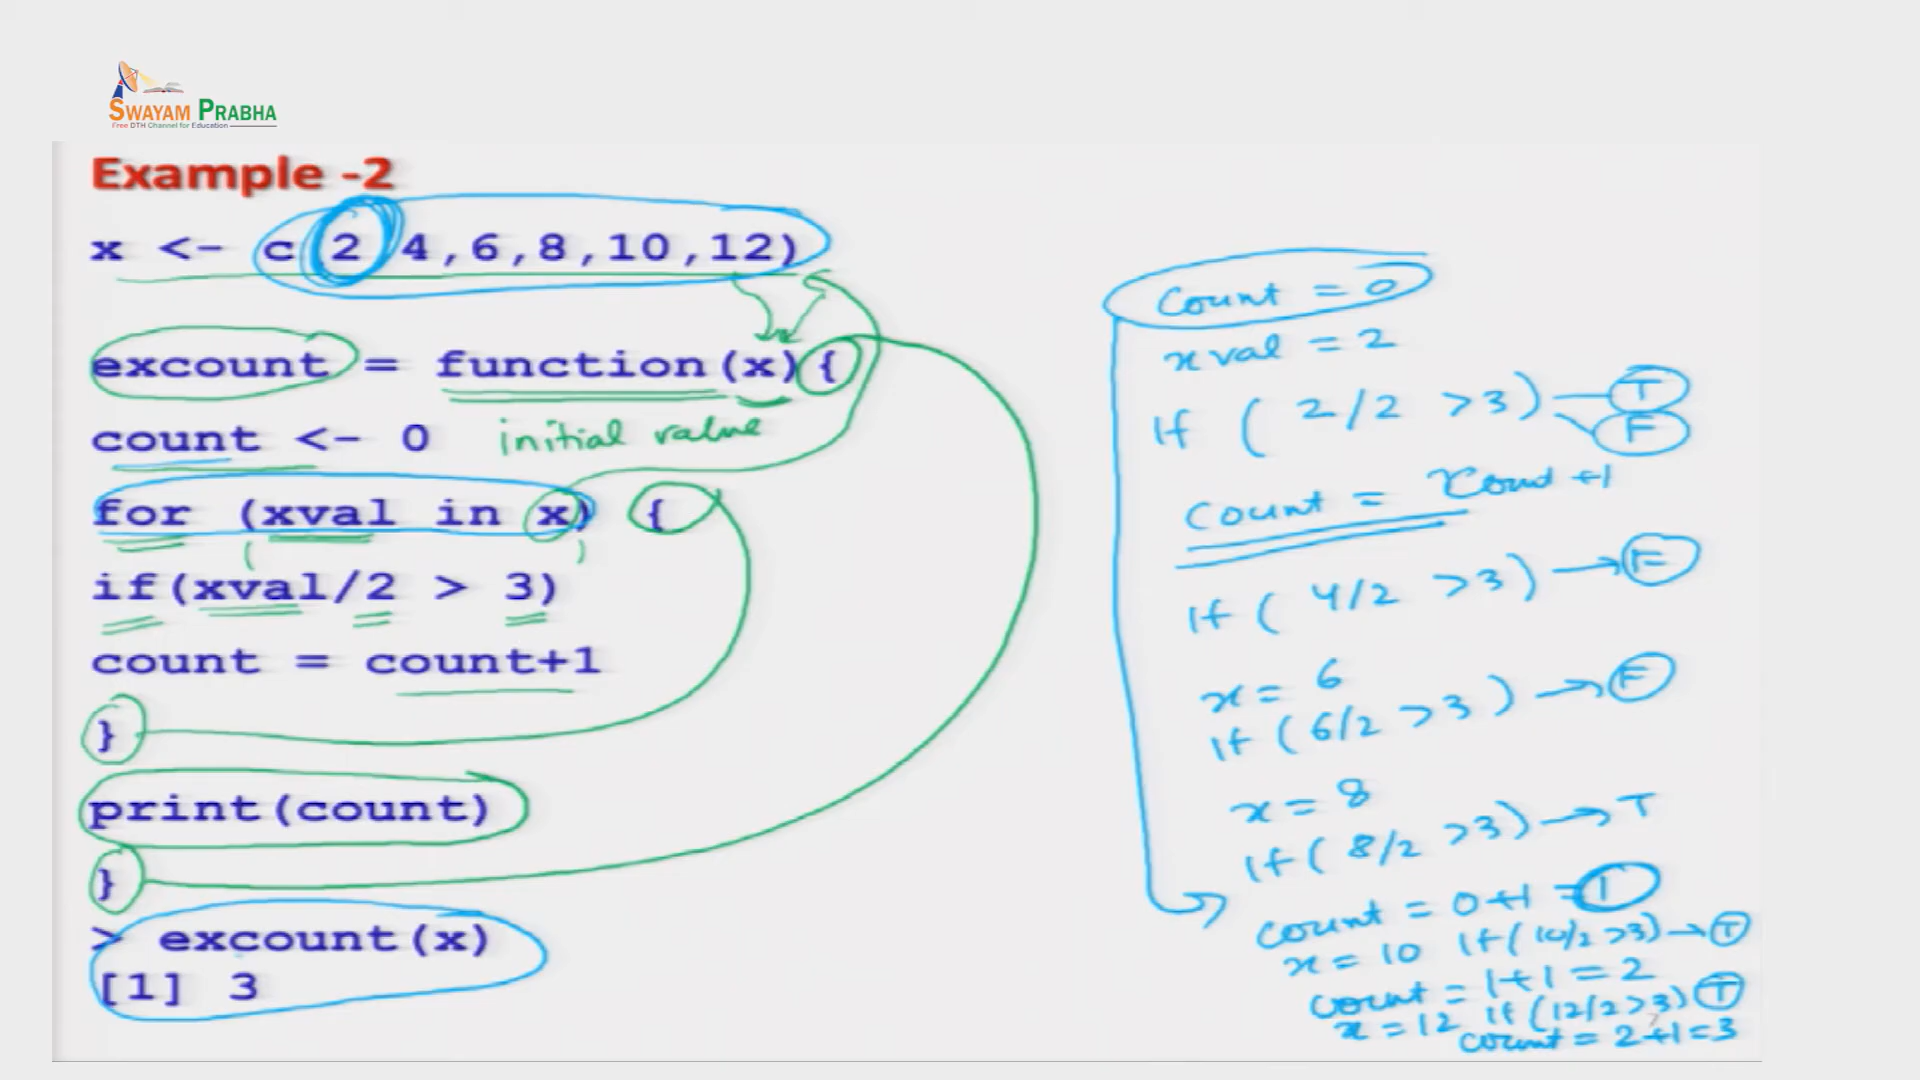 SWAYAM PRABHA
Free DTH Channel for Education
Example -2
x <- c 2 4,6,8,10,12)
excount = function(x){
count <- 0 initial value
for (xval in x) {
if(xval/2 > 3)
count = count+1
}
print(count)
}
> excount(x)
[1] 3
Count = 0
xval = 2
If ( 2/2 >3) T
F
Count = count +1
If ( 4/2 >3) → F
x = 6
If ( 6/2 >3) → F
x = 8
If ( 8/2 >3) → T
Count = 0+1 = 1
x = 10 If (10/2 >3) → T
Count = 1+1 = 2
x = 12 If (12/2 >3) T
Count = 2+1=3